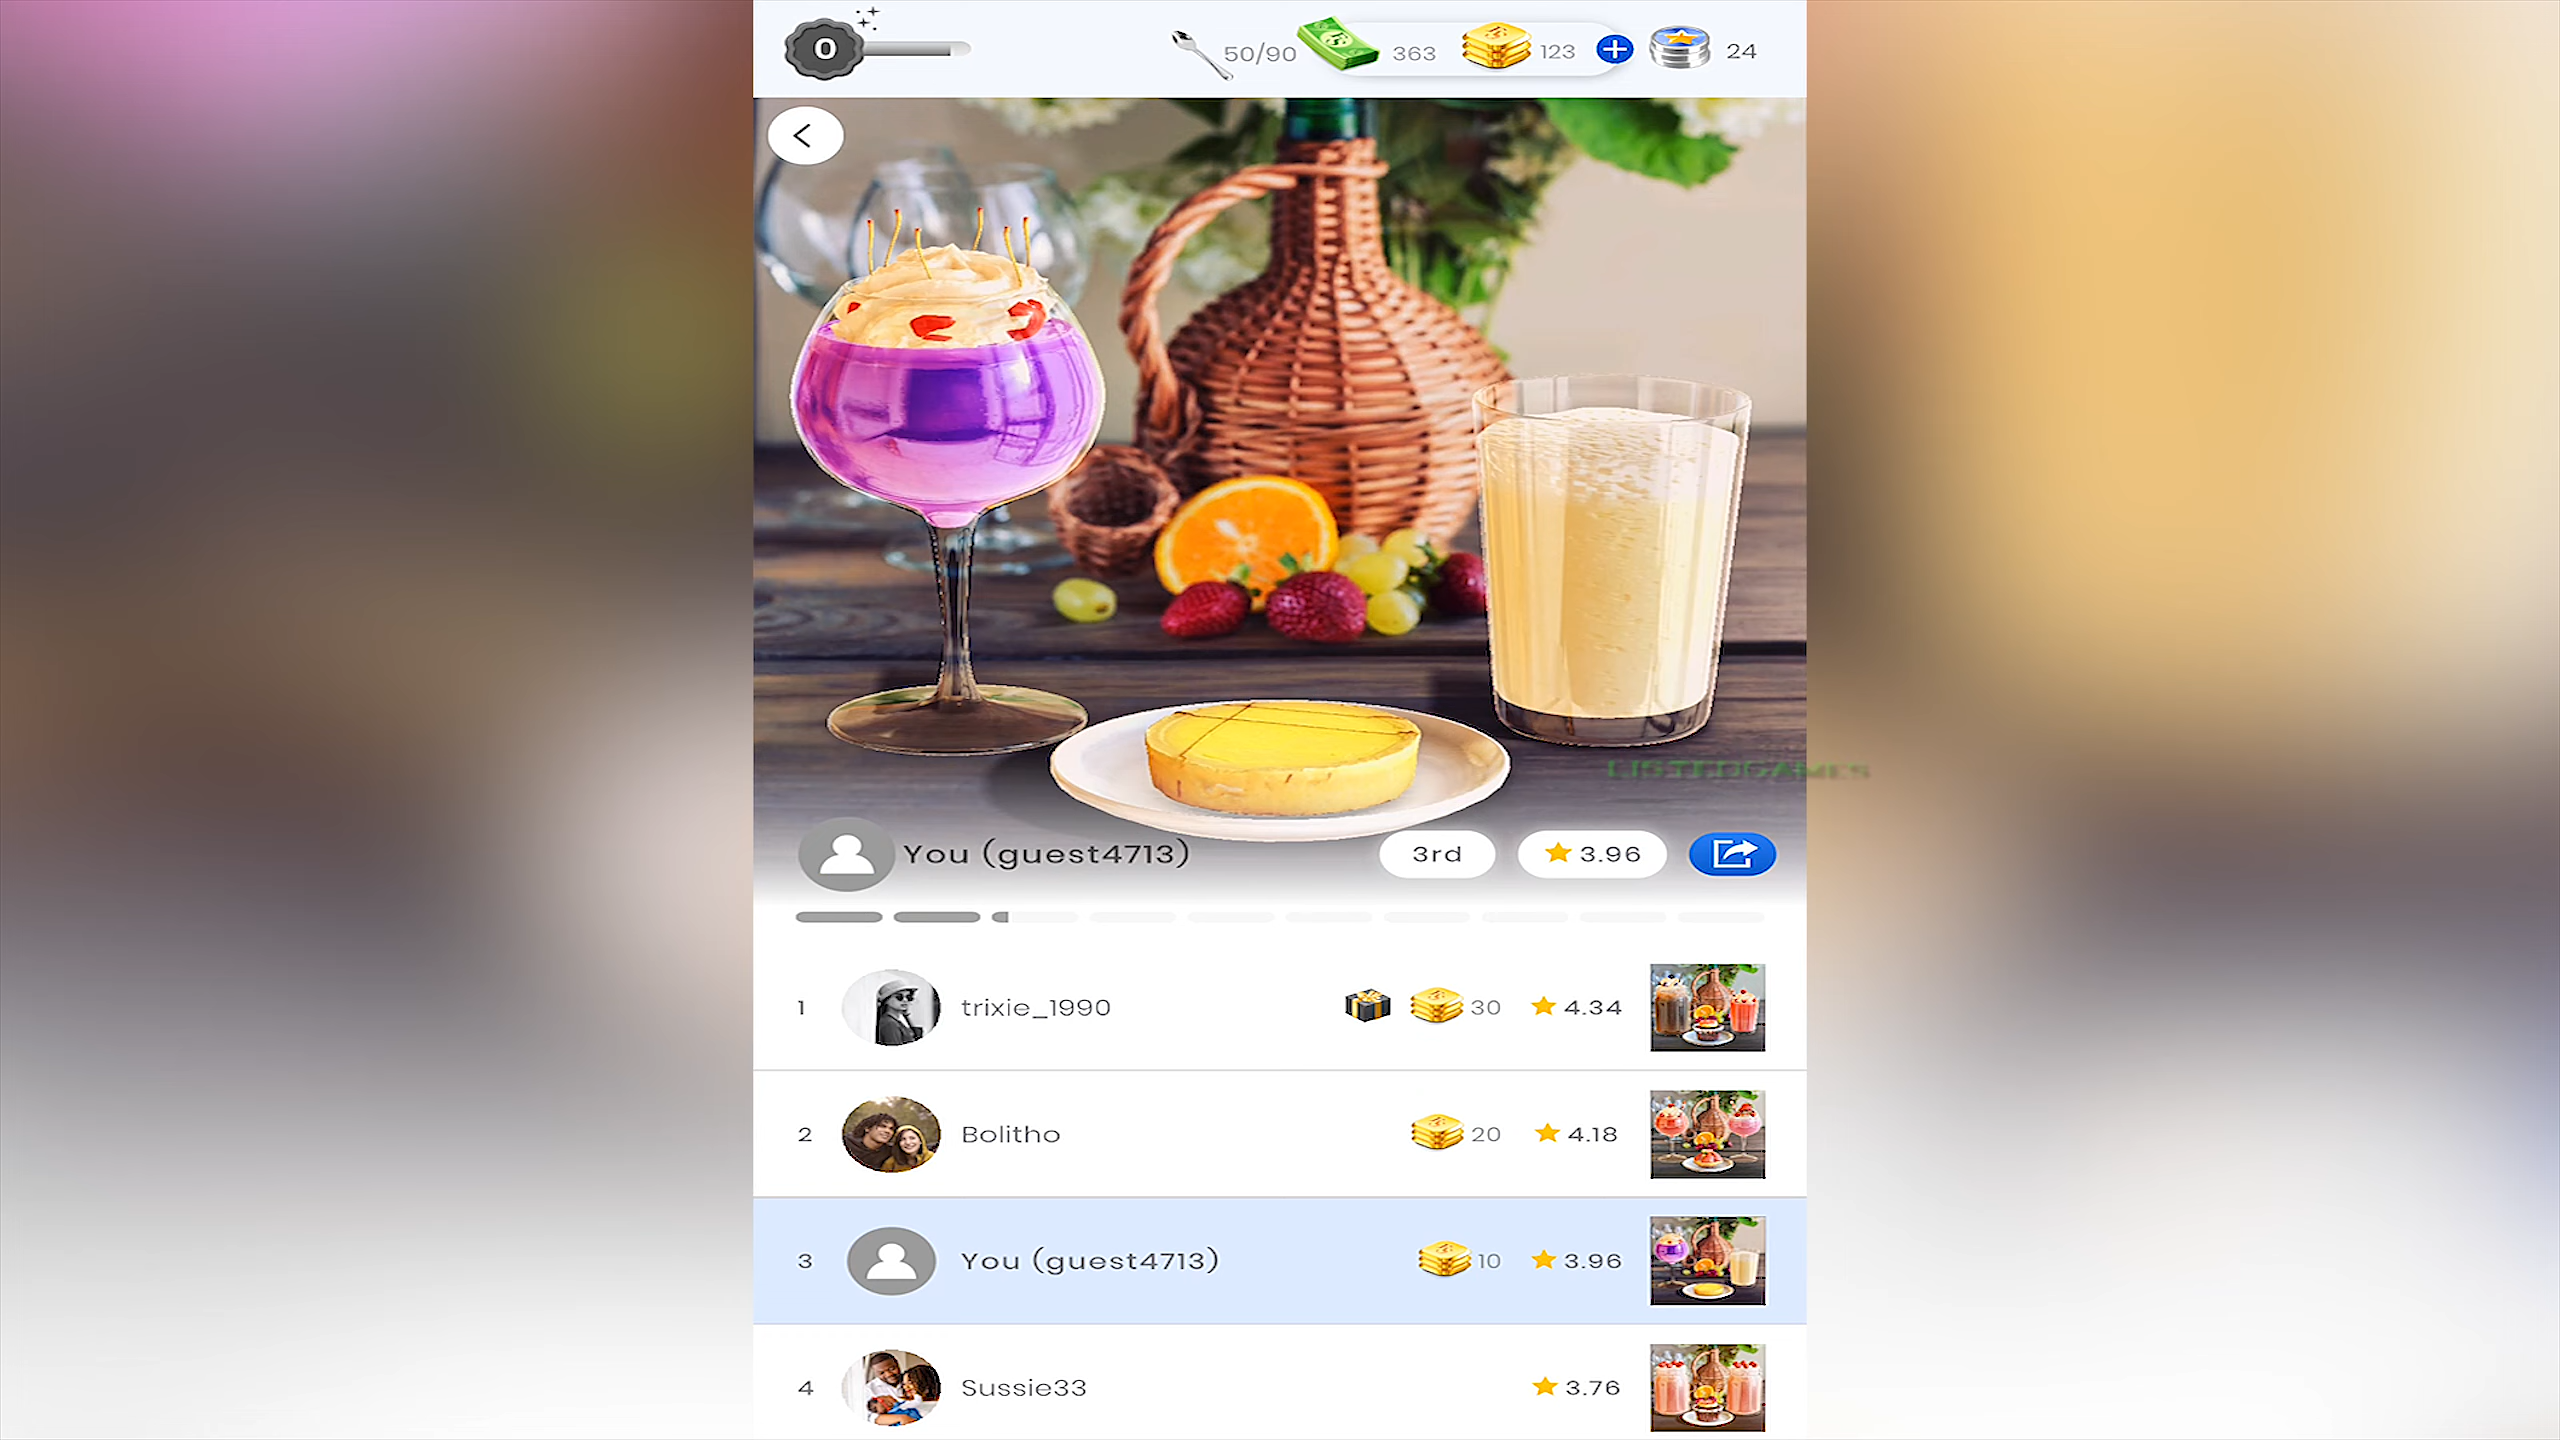 0
50/90
363
123
24
LISTEDGAMES
You (guest4713)
3rd
3.96
1
trixie_1990
30
4.34
2
Bolitho
20
4.18
3
You (guest4713)
10
3.96
4
Sussie33
3.76